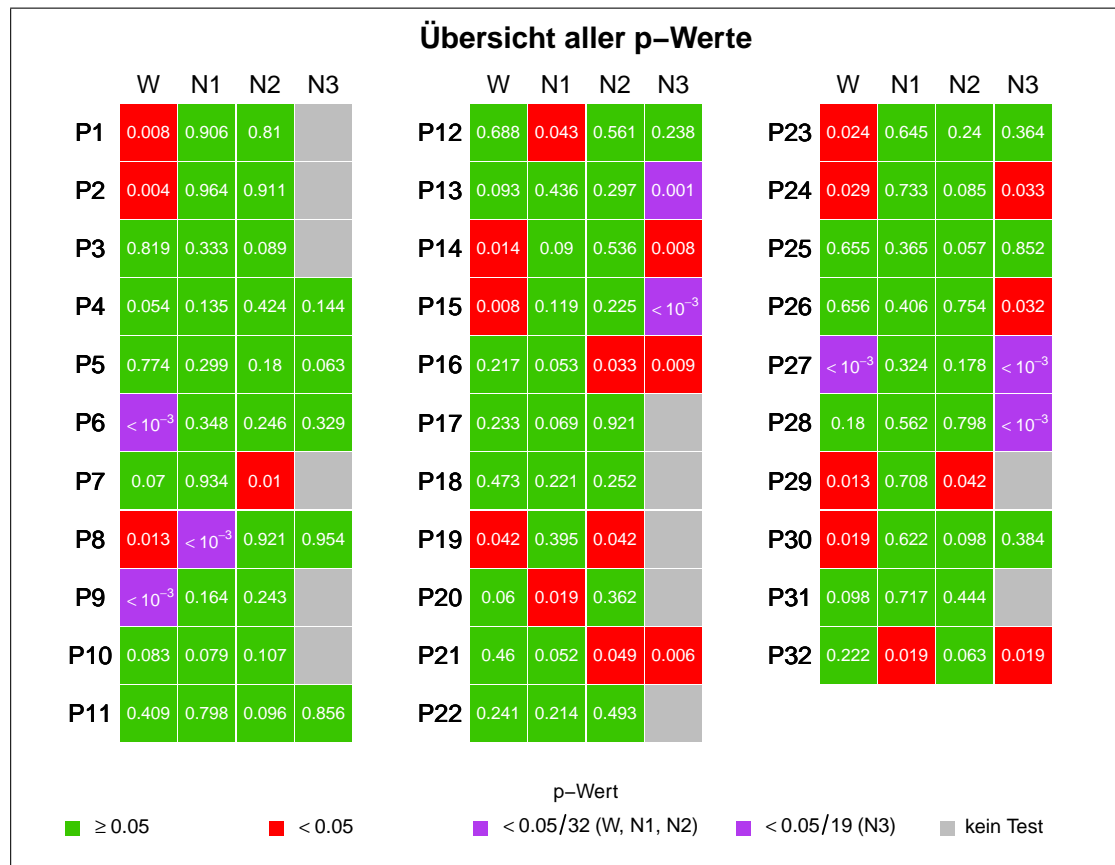 Übersicht aller p−Werte
W N1 N2 N3 W N1 N2 N3 W N1 N2 N3
P1 0.008 0.906 0.81 P12 0.688 0.043 0.561 0.238 P23 0.024 0.645 0.24 0.364
P2 0.004 0.964 0.911 P13 0.093 0.436 0.297 0.001 P24 0.029 0.733 0.085 0.033
P3 0.819 0.333 0.089 P14 0.014 0.09 0.536 0.008 P25 0.655 0.365 0.057 0.852
P4 0.054 0.135 0.424 0.144 P15 0.008 0.119 0.225 < 10⁻³ P26 0.656 0.406 0.754 0.032
P5 0.774 0.299 0.18 0.063 P16 0.217 0.053 0.033 0.009 P27 < 10⁻³ 0.324 0.178 < 10⁻³
P6 < 10⁻³ 0.348 0.246 0.329 P17 0.233 0.069 0.921 P28 0.18 0.562 0.798 < 10⁻³
P7 0.07 0.934 0.01 P18 0.473 0.221 0.252 P29 0.013 0.708 0.042
P8 0.013 < 10⁻³ 0.921 0.954 P19 0.042 0.395 0.042 P30 0.019 0.622 0.098 0.384
P9 < 10⁻³ 0.164 0.243 P20 0.06 0.019 0.362 P31 0.098 0.717 0.444
P10 0.083 0.079 0.107 P21 0.46 0.052 0.049 0.006 P32 0.222 0.019 0.063 0.019
P11 0.409 0.798 0.096 0.856 P22 0.241 0.214 0.493
p−Wert
≥ 0.05 < 0.05 < 0.05/32 (W, N1, N2) < 0.05/19 (N3) kein Test